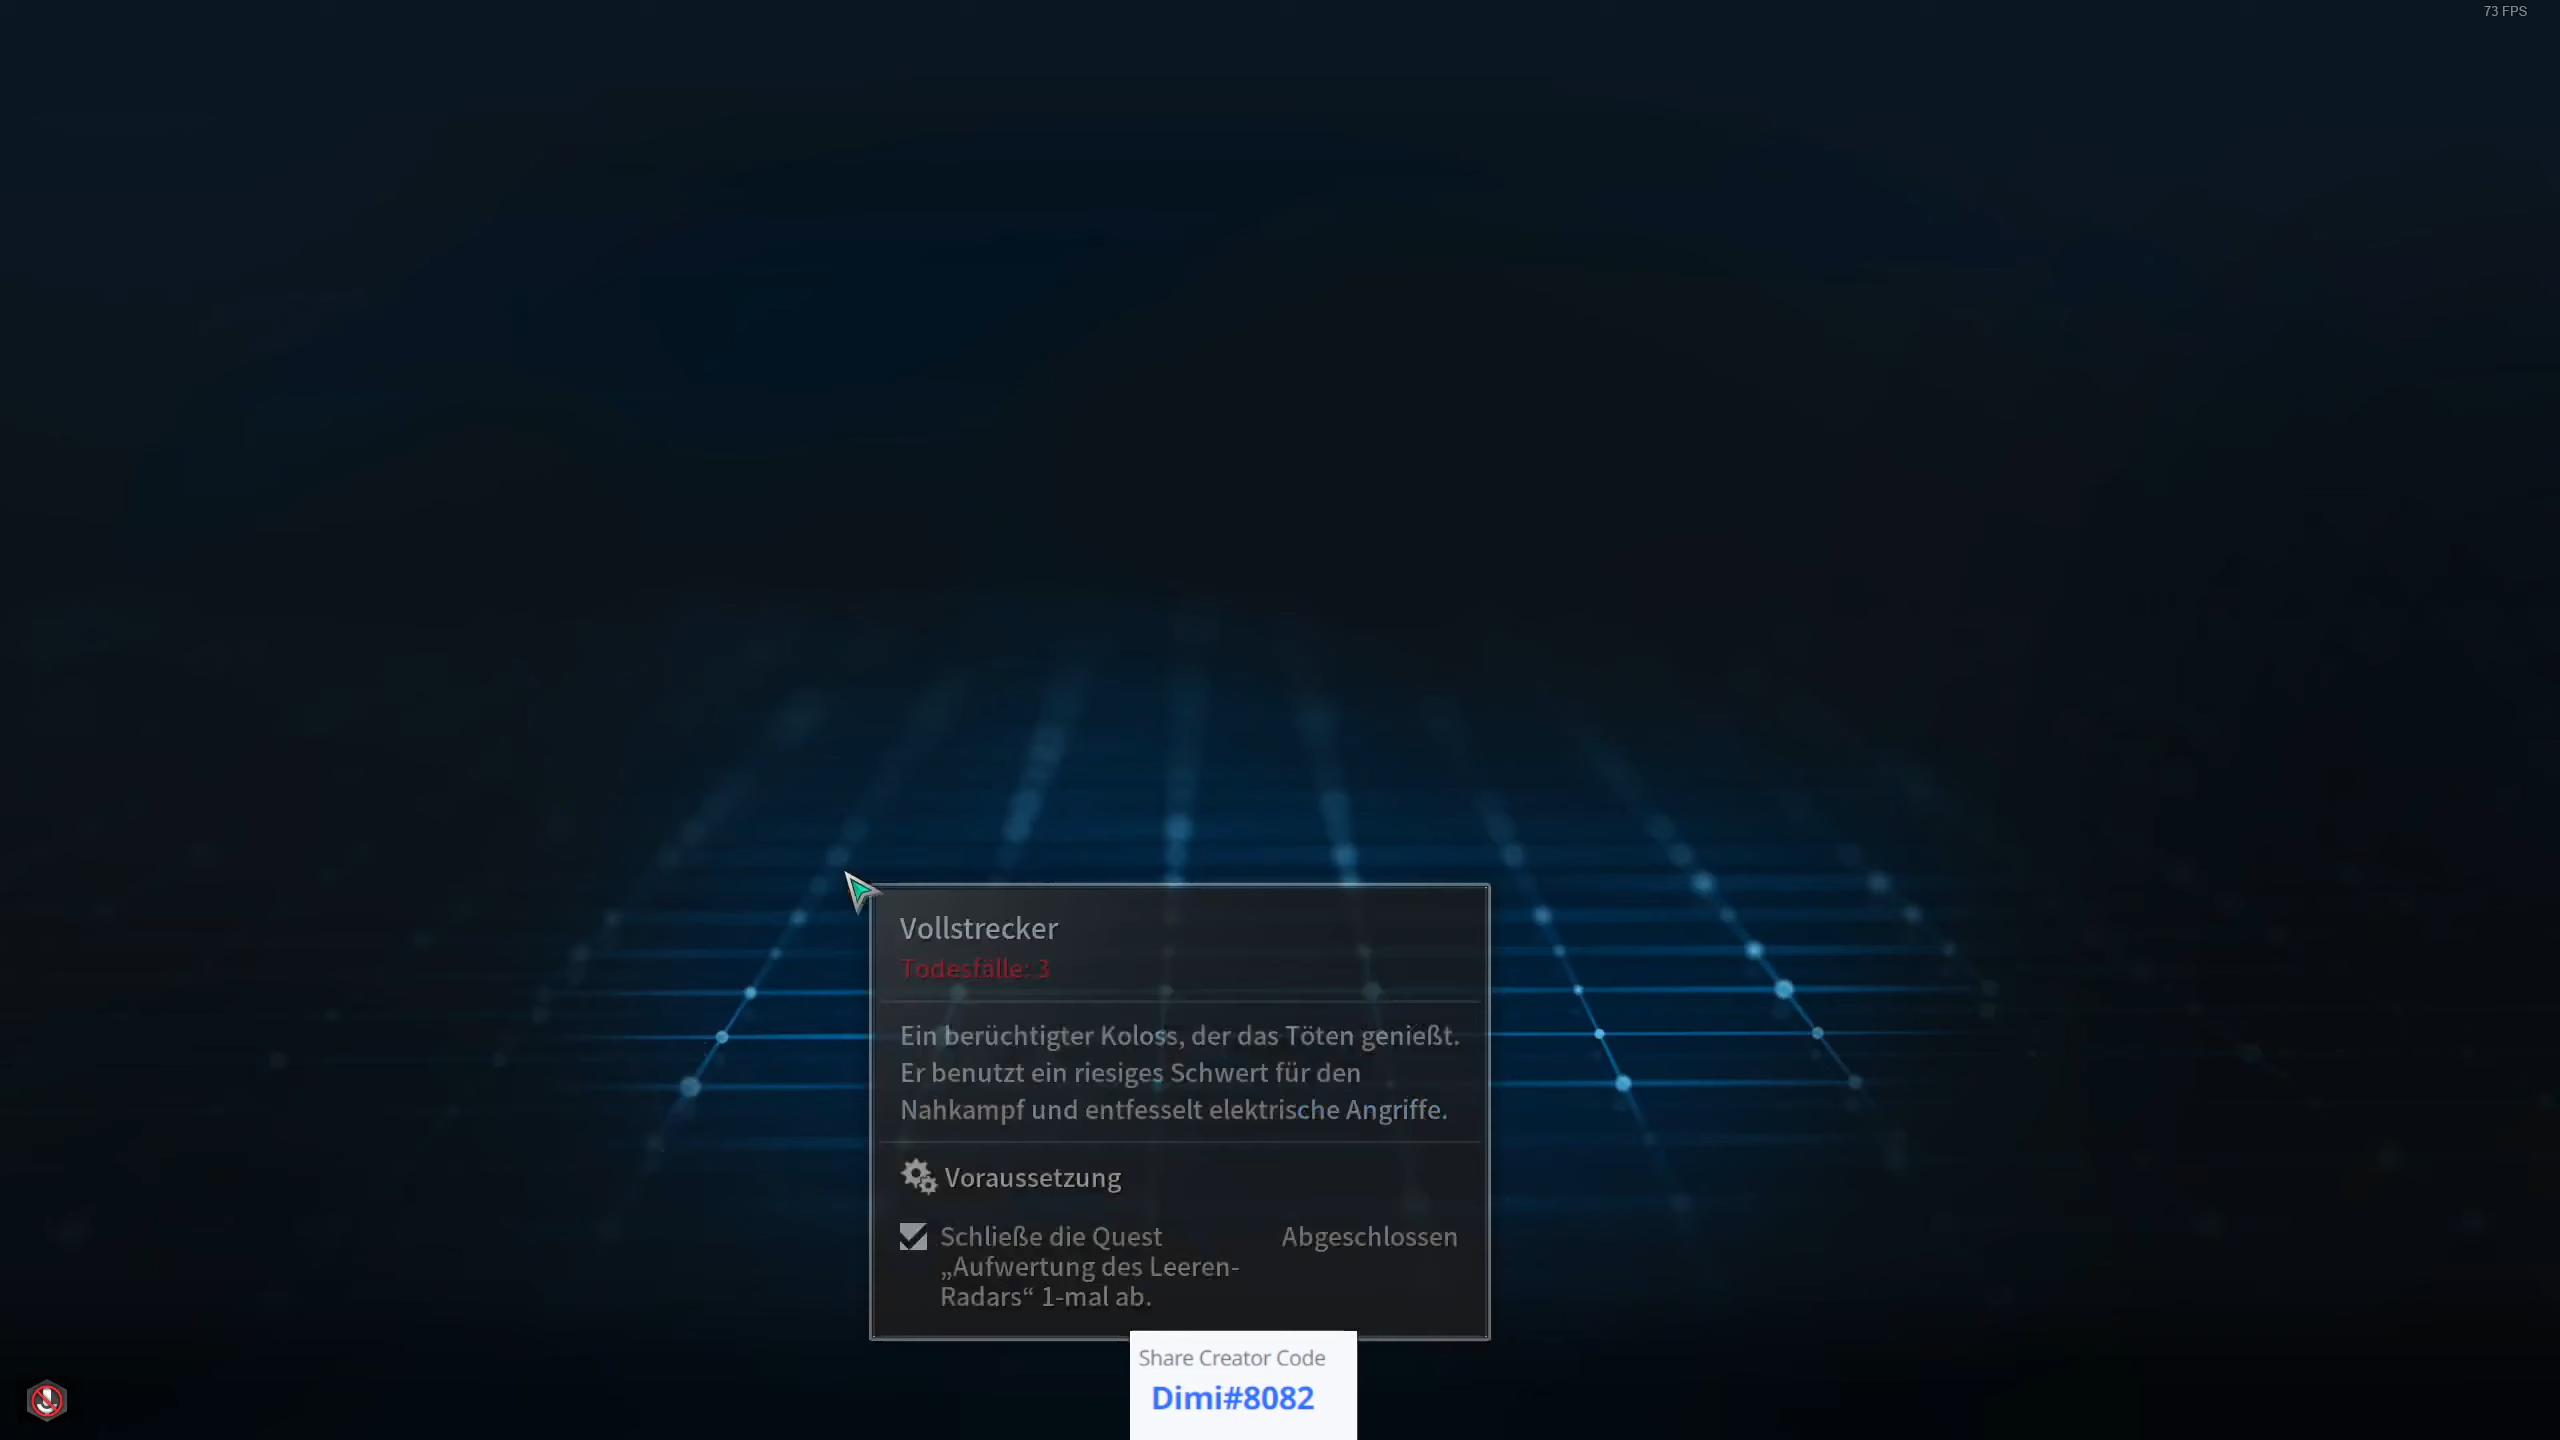 73 FPS
Vollstrecker
Todesfälle: 3
Ein berüchtigter Koloss, der das Töten genießt.
Er benutzt ein riesiges Schwert für den
Nahkampf und entfesselt elektrische Angriffe.
Voraussetzung
Schließe die Quest Abgeschlossen
„Aufwertung des Leeren-
Radars“ 1-mal ab.
Share Creator Code
Dimi#8082